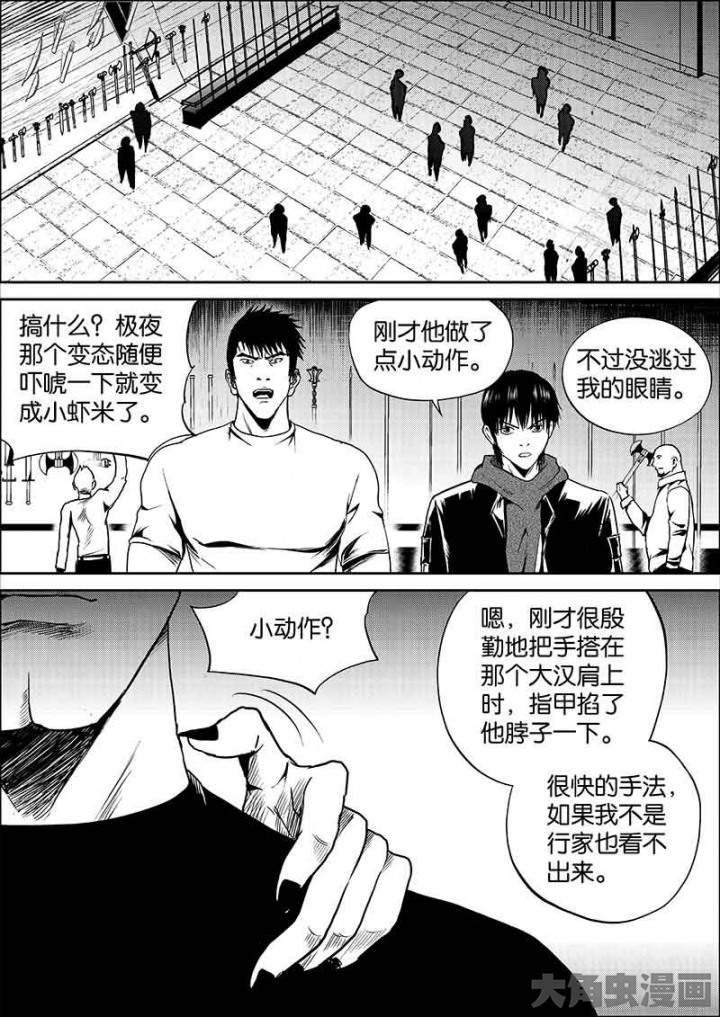 搞什么？极夜
那个变态随便
吓唬一下就变
成小虾米了。
刚才他做了
点小动作。
不过没逃过
我的眼睛。
小动作？
嗯，刚才很殷
勤地把手搭在
那个大汉肩上
时，指甲掐了
他脖子一下。
很快的手法，
如果我不是
行家也看不
出来。
大角虫漫画